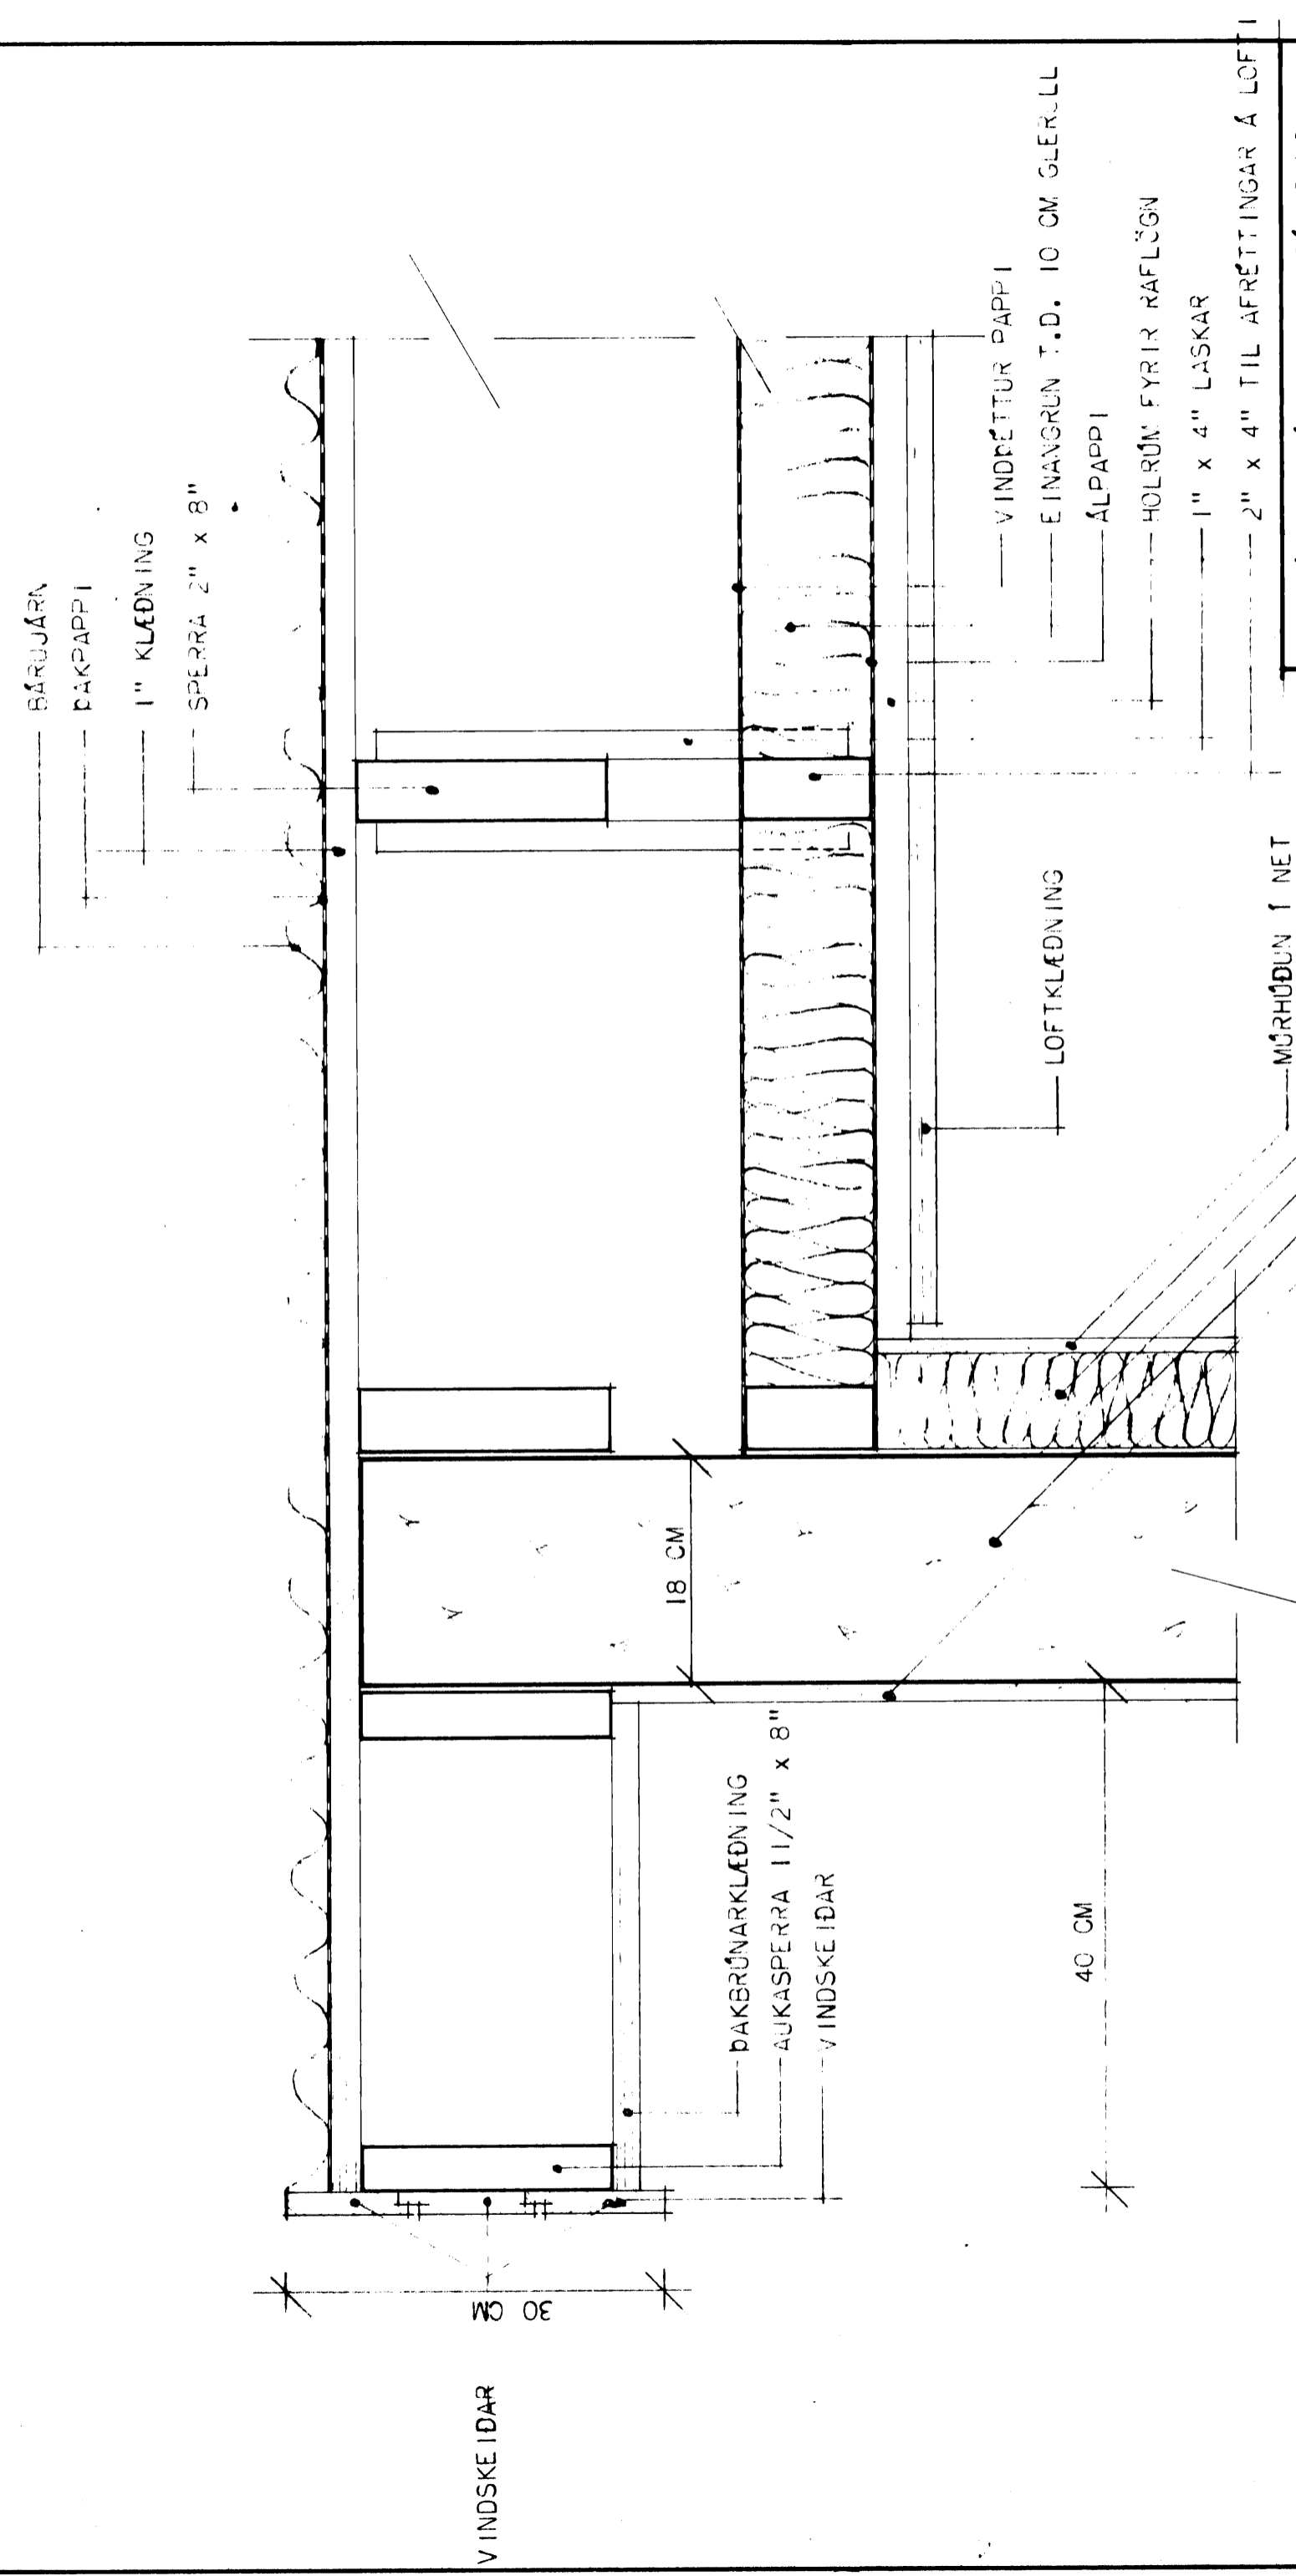 BÁRUJÁRN
ÞAKPAPPI
1" KLÆÐNING
SPERRA 2" x 8"
VINDÞÉTTUR PAPPI
EINANGRUN T.D. 10 CM GLERULL
ÁLPAPPI
HOLRÚM FYRIR RAFLÖGN
1" x 4" LASKAR
2" x 4" TIL AFRÉTTINGAR Á LOFTI
LOFTKLÆÐNING
MÚRHÚÐUN Í NET
18 CM
ÞAKBRÚNARKLÆÐNING
AUKASPERRA 1 1/2" x 8"
VINDSKEIÐAR
40 CM
30 CM
VINDSKEIÐAR